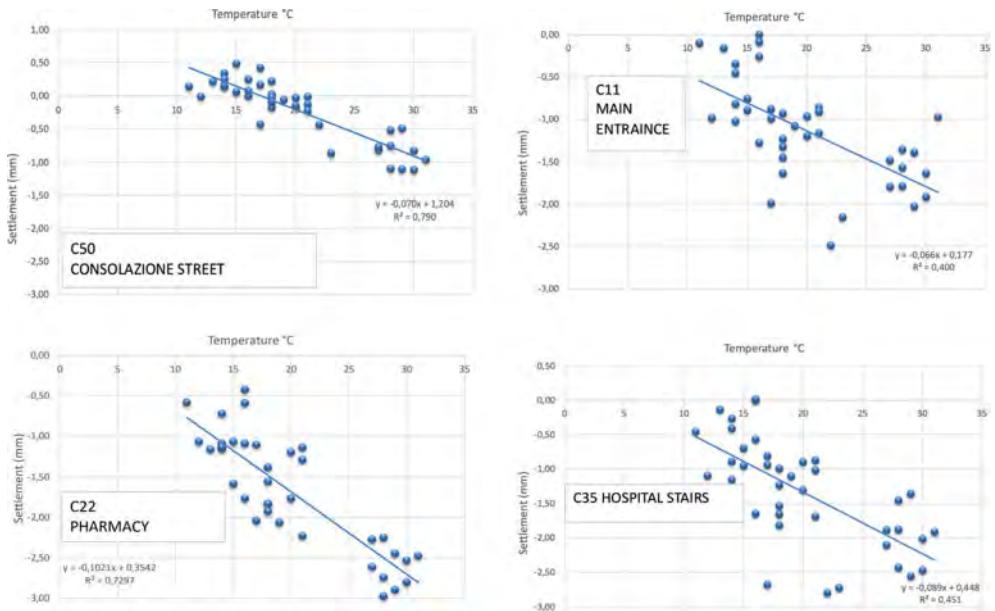 Temperature °C
0 5 10 15 20 25 30 35
1,00
0,50
0,00
-0,50
-1,00
-1,50
-2,00
-2,50
-3,00
Settlement (mm)
y = -0,070x + 1,204
R² = 0,790
C50
CONSOLAZIONE STREET
Temperature °C
0 5 10 15 20 25 30 35
0,00
-0,50
-1,00
-1,50
-2,00
-2,50
-3,00
Settlement (mm)
C11
MAIN
ENTRAINCE
y = -0,066x + 0,177
R² = 0,400
Temperature °C
0 5 10 15 20 25 30 35
0,00
-0,50
-1,00
-1,50
-2,00
-2,50
-3,00
Settlement (mm)
C22
PHARMACY
y = -0,1021x + 0,3542
R² = 0,7297
Temperature °C
0 5 10 15 20 25 30 35
0,50
0,00
-0,50
-1,00
-1,50
-2,00
-2,50
-3,00
Settlement (mm)
C35 HOSPITAL STAIRS
y = -0,089x + 0,448
R² = 0,451